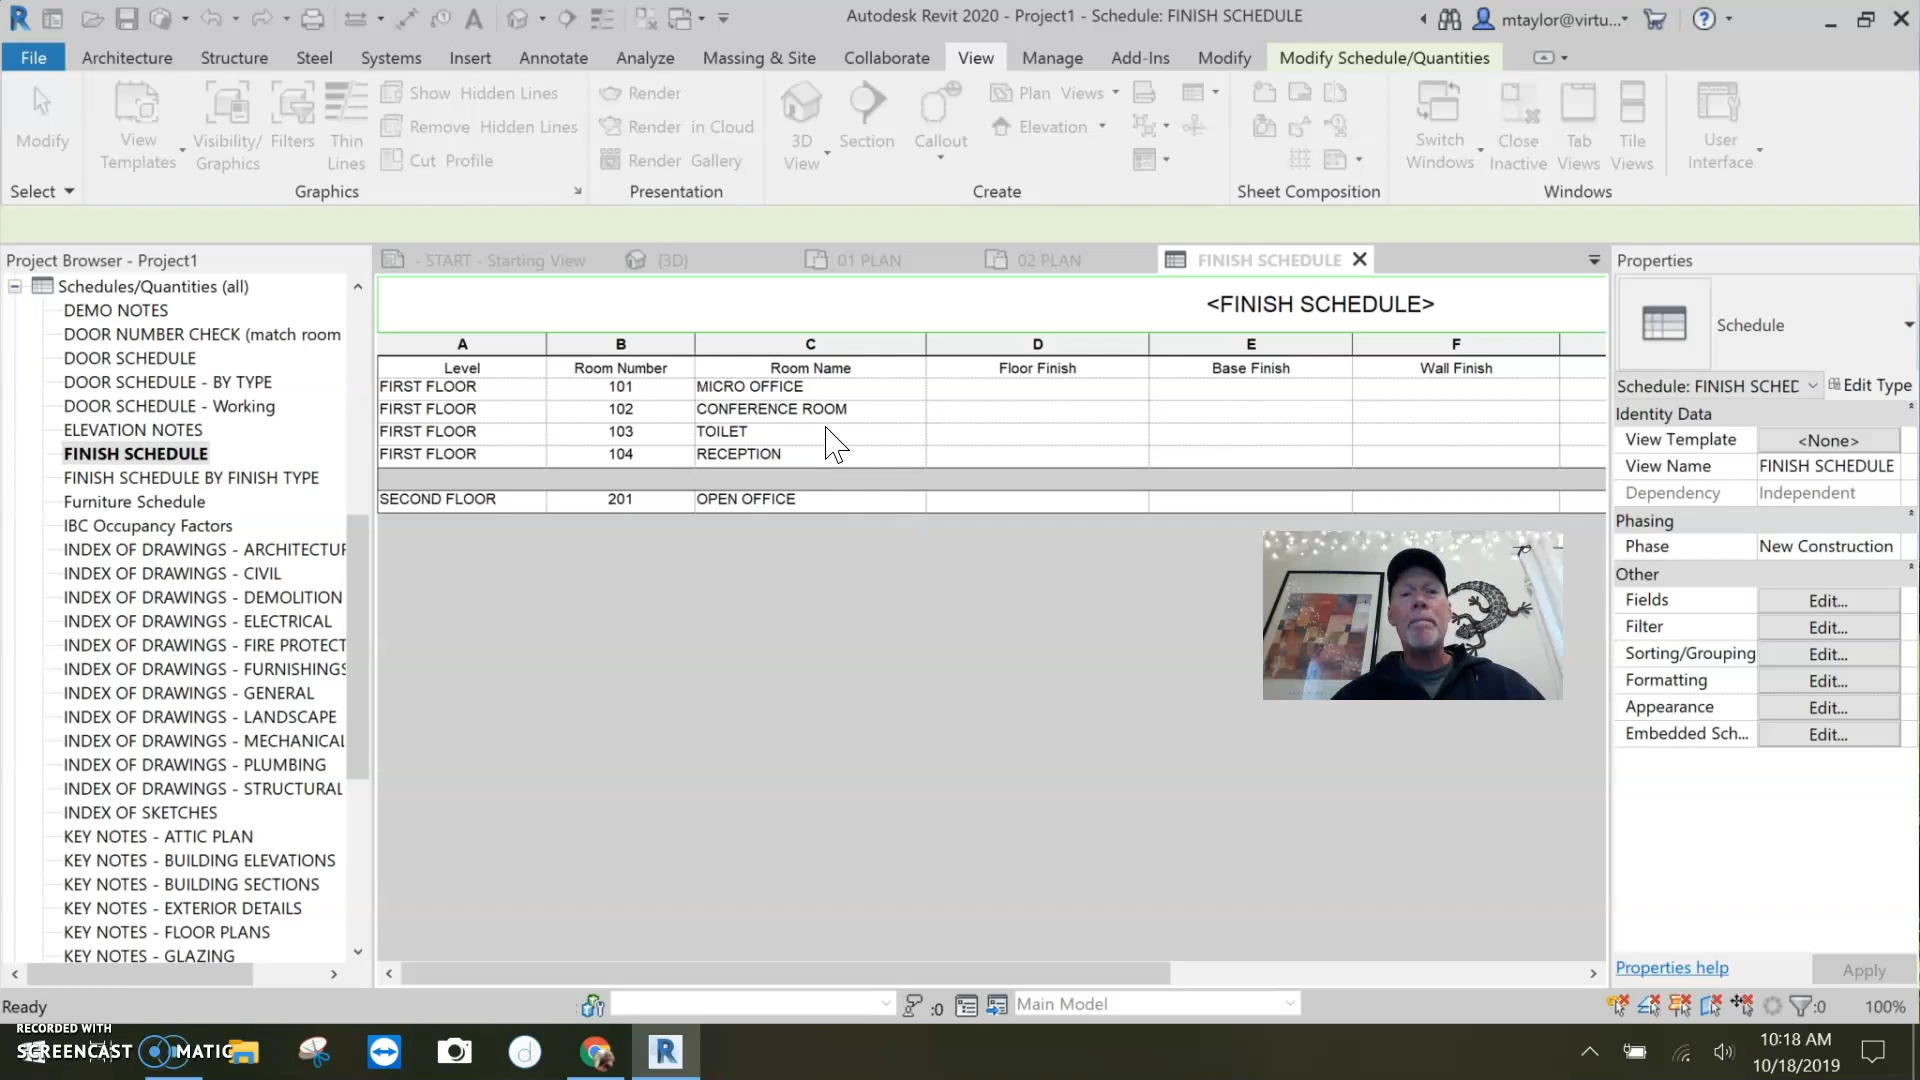 Autodesk Revit 2020 - Project1 - Schedule: FINISH SCHEDULE
mtaylor@virtu...
File Architecture Structure Steel Systems Insert Annotate Analyze Massing & Site Collaborate View Manage Add-Ins Modify Modify Schedule/Quantities
Modify
View Templates
Visibility/ Graphics
Filters
Thin Lines
Show Hidden Lines
Remove Hidden Lines
Cut Profile
Render
Render in Cloud
Render Gallery
3D View
Section
Callout
Plan Views
Elevation
Switch Windows
Close Inactive
Tab Views
Tile Views
User Interface
Select Graphics Presentation Create Sheet Composition Windows
Project Browser - Project1
- START - Starting View {3D} 01 PLAN 02 PLAN FINISH SCHEDULE
Properties
Schedules/Quantities (all)
DEMO NOTES
DOOR NUMBER CHECK (match room
DOOR SCHEDULE
DOOR SCHEDULE - BY TYPE
DOOR SCHEDULE - Working
ELEVATION NOTES
FINISH SCHEDULE
FINISH SCHEDULE BY FINISH TYPE
Furniture Schedule
IBC Occupancy Factors
INDEX OF DRAWINGS - ARCHITECTUR
INDEX OF DRAWINGS - CIVIL
INDEX OF DRAWINGS - DEMOLITION
INDEX OF DRAWINGS - ELECTRICAL
INDEX OF DRAWINGS - FIRE PROTECT
INDEX OF DRAWINGS - FURNISHINGS
INDEX OF DRAWINGS - GENERAL
INDEX OF DRAWINGS - LANDSCAPE
INDEX OF DRAWINGS - MECHANICAL
INDEX OF DRAWINGS - PLUMBING
INDEX OF DRAWINGS - STRUCTURAL
INDEX OF SKETCHES
KEY NOTES - ATTIC PLAN
KEY NOTES - BUILDING ELEVATIONS
KEY NOTES - BUILDING SECTIONS
KEY NOTES - EXTERIOR DETAILS
KEY NOTES - FLOOR PLANS
KEY NOTES - GLAZING
<FINISH SCHEDULE>
A B C D E F
Level Room Number Room Name Floor Finish Base Finish Wall Finish
FIRST FLOOR 101 MICRO OFFICE
FIRST FLOOR 102 CONFERENCE ROOM
FIRST FLOOR 103 TOILET
FIRST FLOOR 104 RECEPTION
SECOND FLOOR 201 OPEN OFFICE
Schedule
Schedule: FINISH SCHED Edit Type
Identity Data
View Template <None>
View Name FINISH SCHEDULE
Dependency Independent
Phasing
Phase New Construction
Other
Fields Edit...
Filter Edit...
Sorting/Grouping Edit...
Formatting Edit...
Appearance Edit...
Embedded Sch... Edit...
Properties help Apply
Ready
:0
Main Model
:0
100%
RECORDED WITH
SCREENCAST MATIC
10:18 AM
10/18/2019